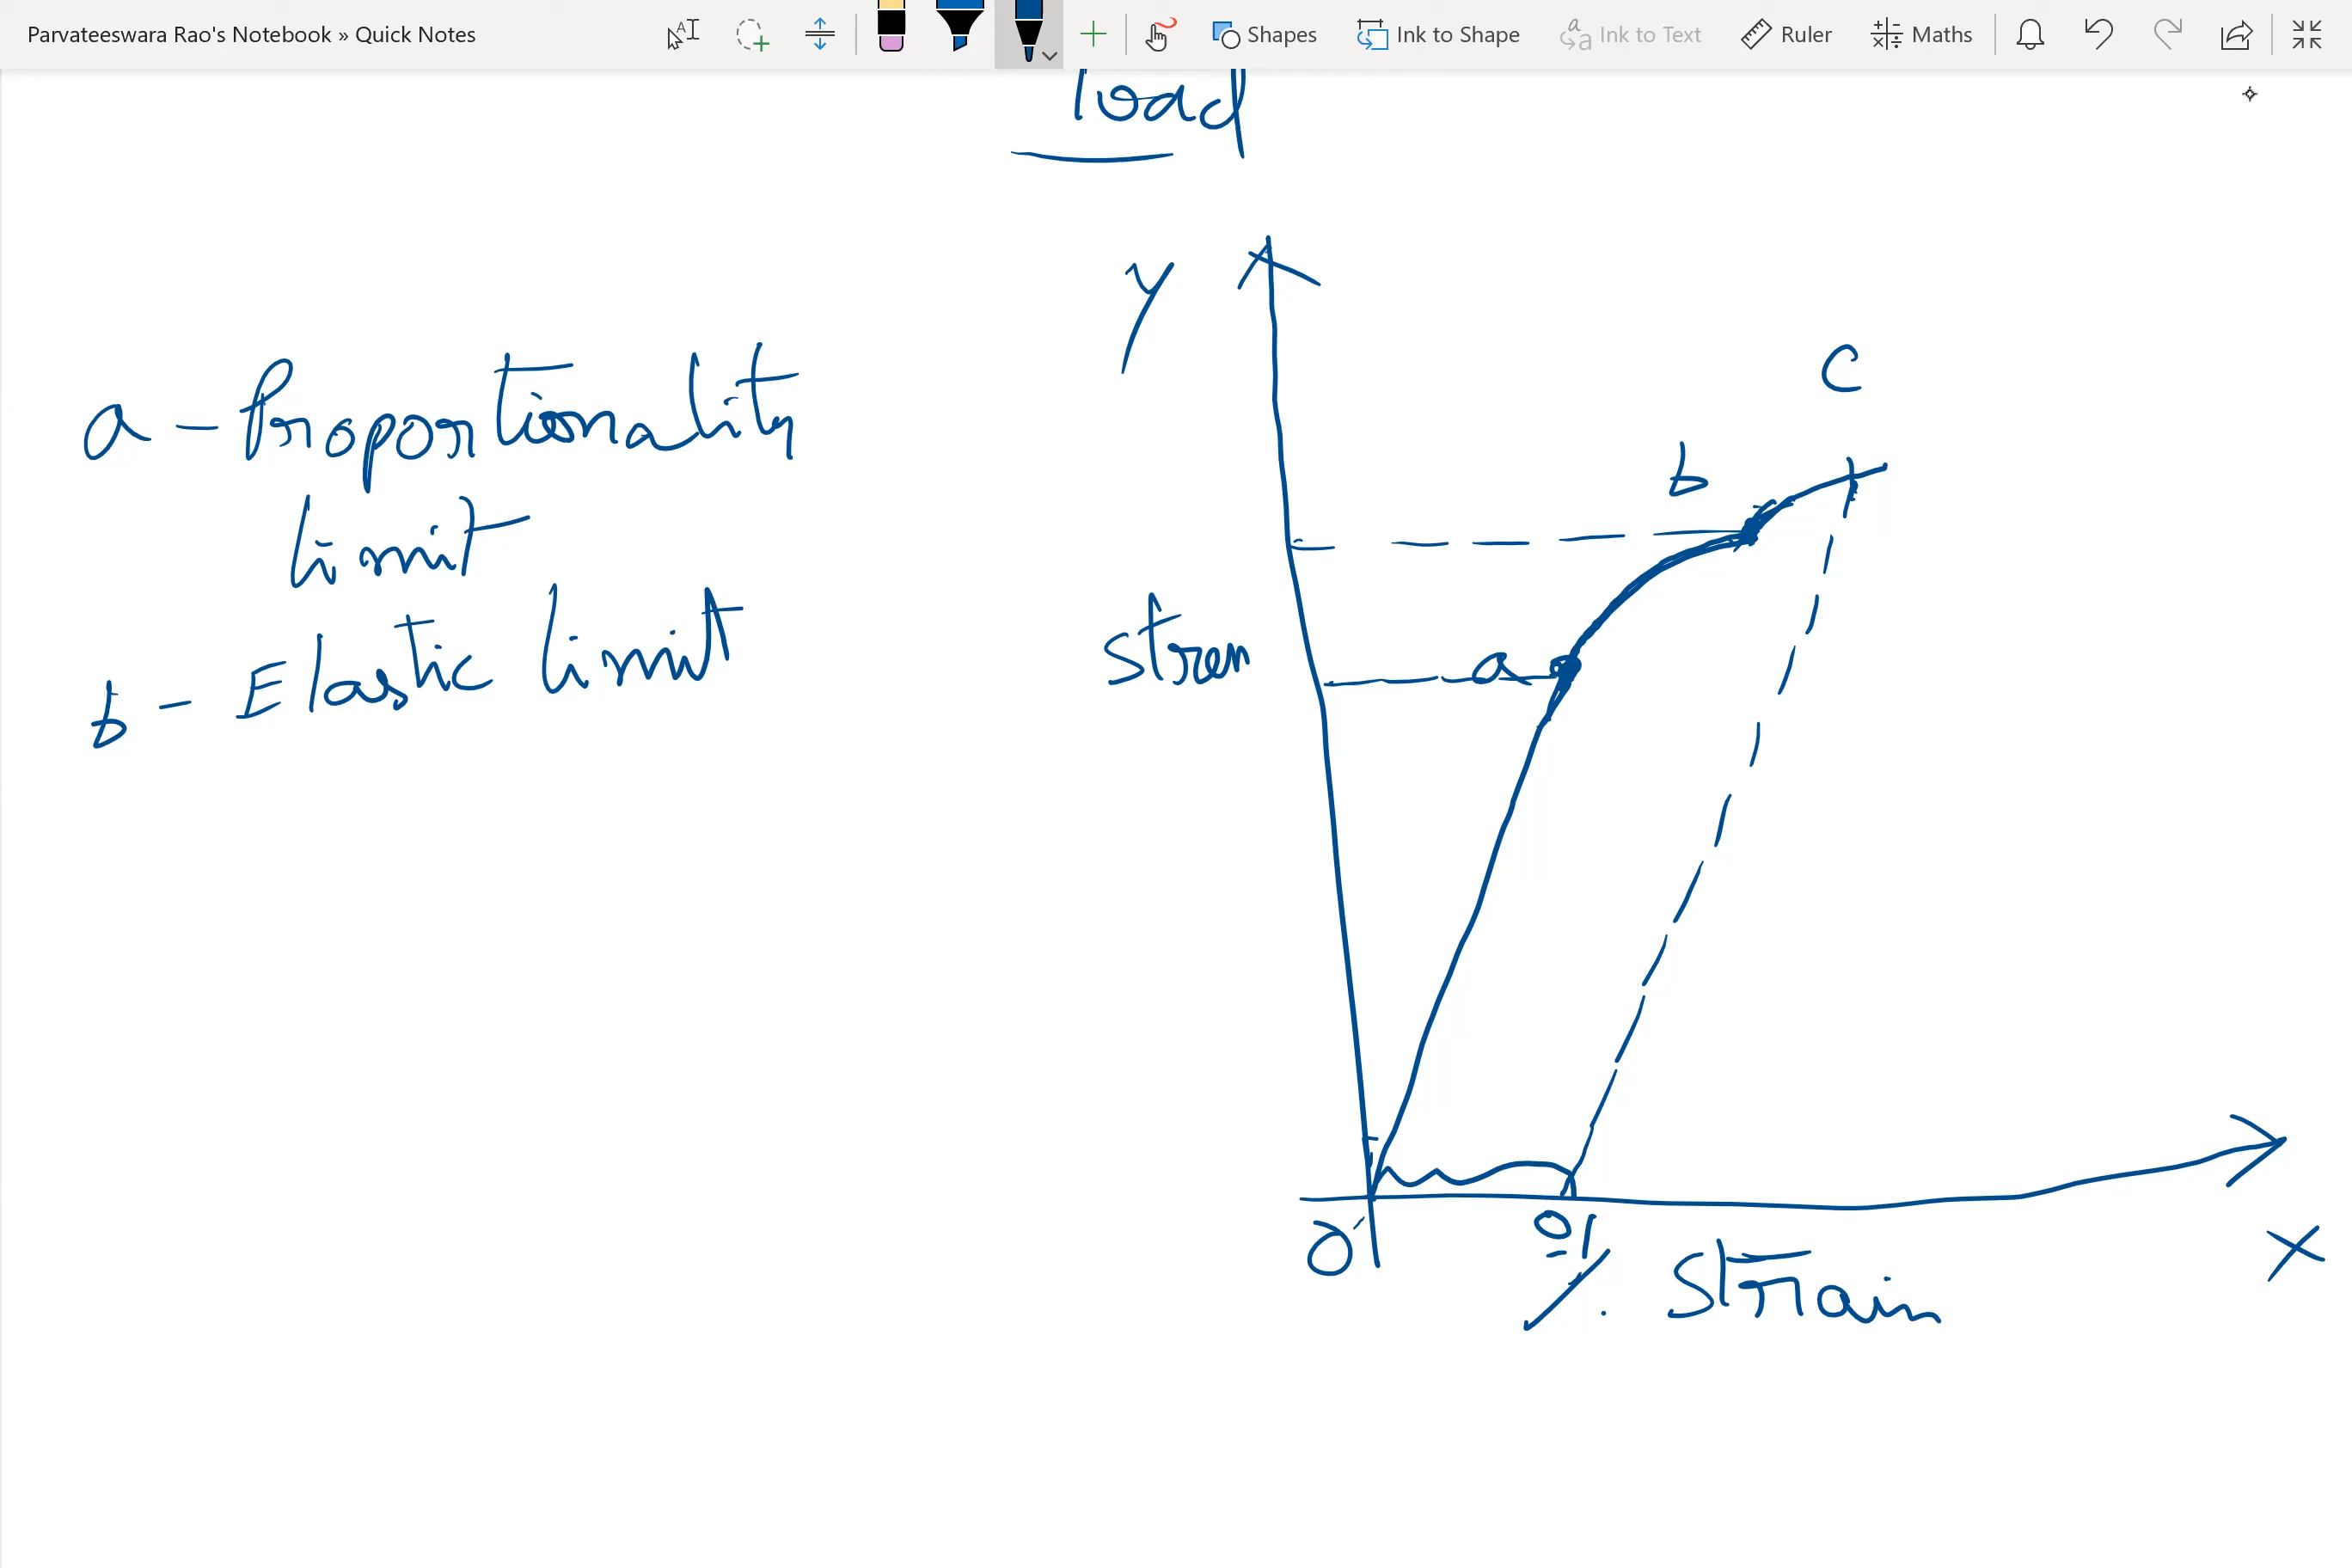 Parvateeswara Rao's Notebook » Quick Notes
Shapes
Ink to Shape
Ink to Text
Ruler
Maths
load
y
c
a - Proportionality
limit
b
b - Elastic limit
a
O
O1
x
%. Strain